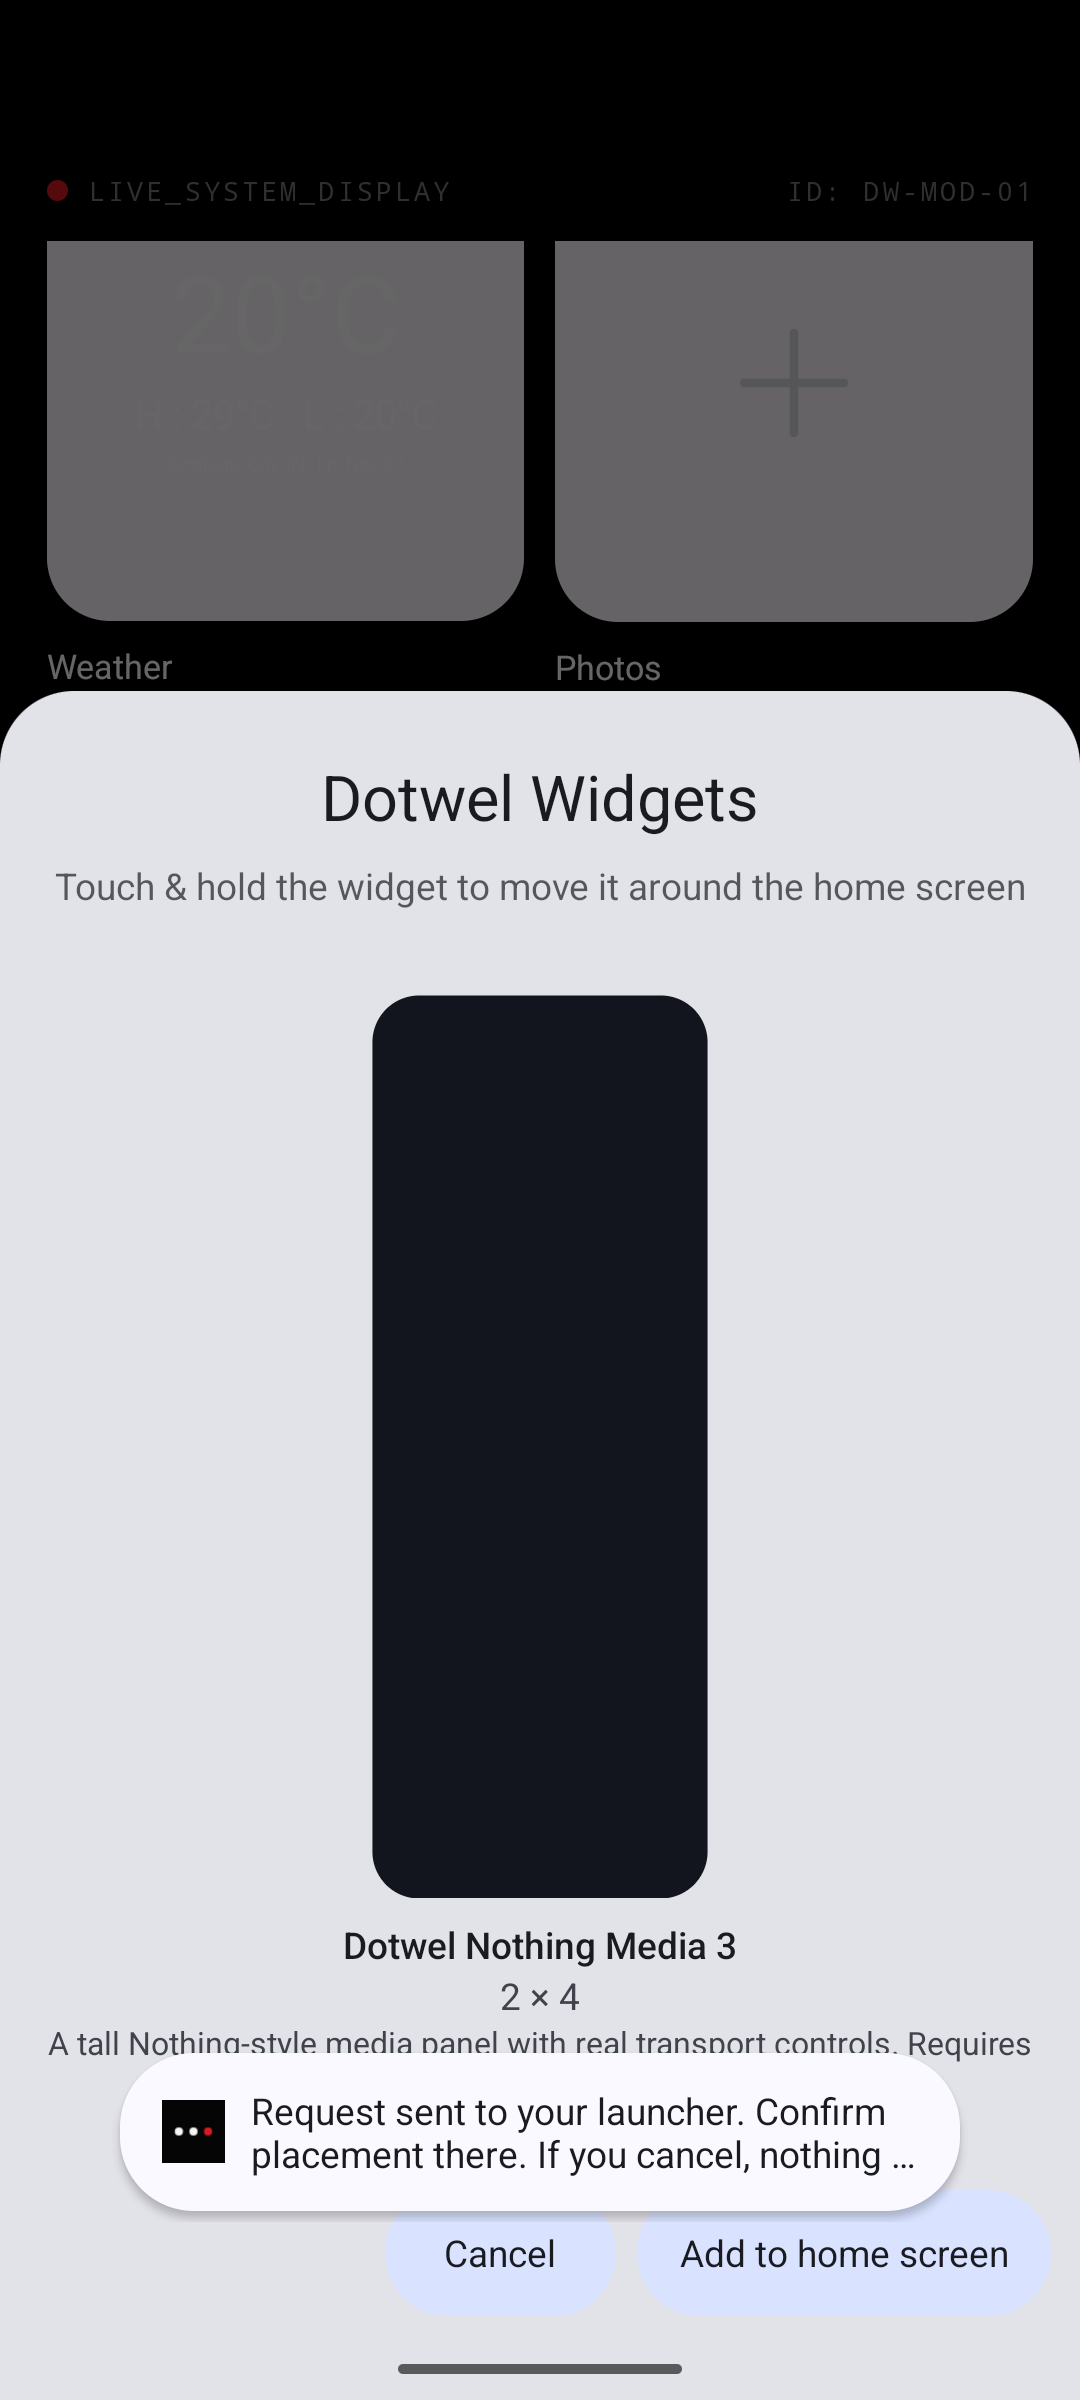 LIVE_SYSTEM_DISPLAY
ID: DW-MOD-01
20°C
H : 29°C L : 20°C
Weather
Photos
Dotwel Widgets
Touch & hold the widget to move it around the home screen
Dotwel Nothing Media 3
2 × 4
A tall Nothing-style media panel with real transport controls. Requires
Request sent to your launcher. Confirm
placement there. If you cancel, nothing ...
Cancel
Add to home screen